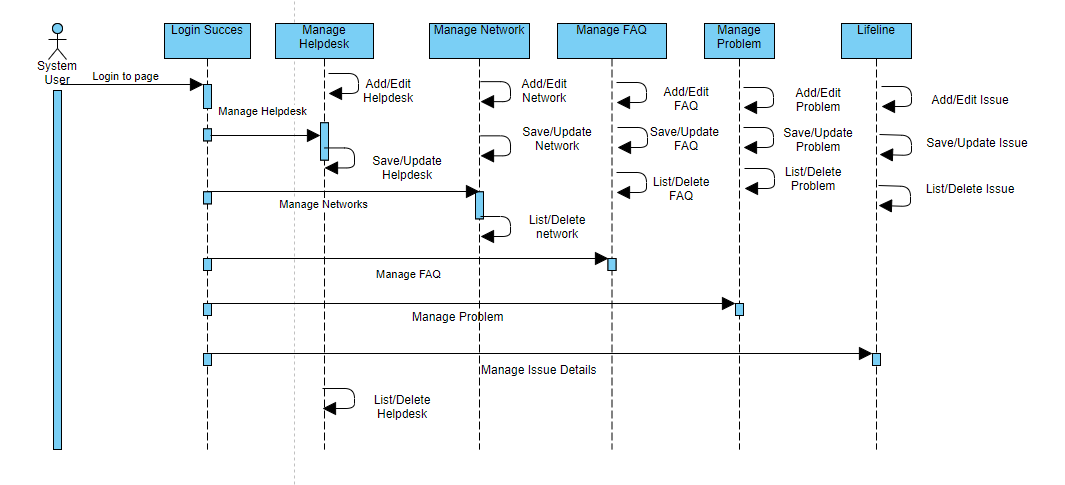 Login Succes
Manage
Helpdesk
Manage Network
Manage FAQ
Manage
Problem
Lifeline
System
User
Login to page
Add/Edit
Helpdesk
Add/Edit
Network
Add/Edit
FAQ
Add/Edit
Problem
Add/Edit Issue
Manage Helpdesk
Save/Update
Helpdesk
Save/Update
Network
Save/Update
FAQ
Save/Update
Problem
Save/Update Issue
List/Delete
FAQ
List/Delete
Problem
List/Delete Issue
Manage Networks
List/Delete
network
Manage FAQ
Manage Problem
Manage Issue Details
List/Delete
Helpdesk